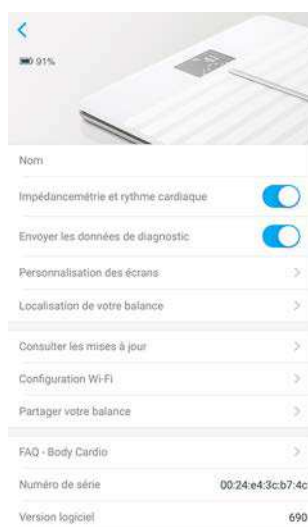 91%
Nom
Impédancemétrie et rythme cardiaque
Envoyer les données de diagnostic
Personnalisation des écrans
Localisation de votre balance
Consulter les mises à jour
Configuration Wi-Fi
Partager votre balance
FAQ - Body Cardio
Numéro de série 00:24:e4:3c:b7:4c
Version logiciel 690